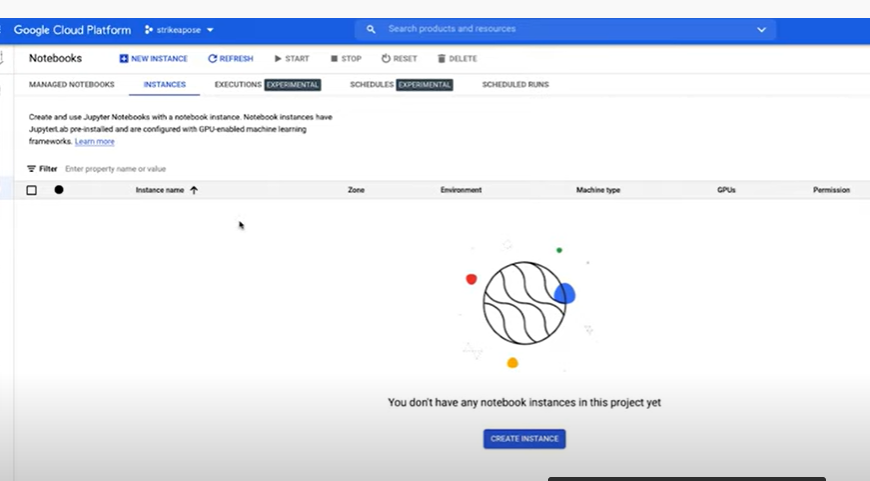 Google Cloud Platform strikeapose Search products and resources
Notebooks NEW INSTANCE REFRESH START STOP RESET DELETE
MANAGED NOTEBOOKS INSTANCES EXECUTIONS EXPERIMENTAL SCHEDULES EXPERIMENTAL SCHEDULED RUNS
Create and use Jupyter Notebooks with a notebook instance. Notebook instances have
JupyterLab pre-installed and are configured with GPU-enabled machine learning
frameworks. Learn more
Filter Enter property name or value
Instance name Zone Environment Machine type GPUs Permission
You don't have any notebook instances in this project yet
CREATE INSTANCE